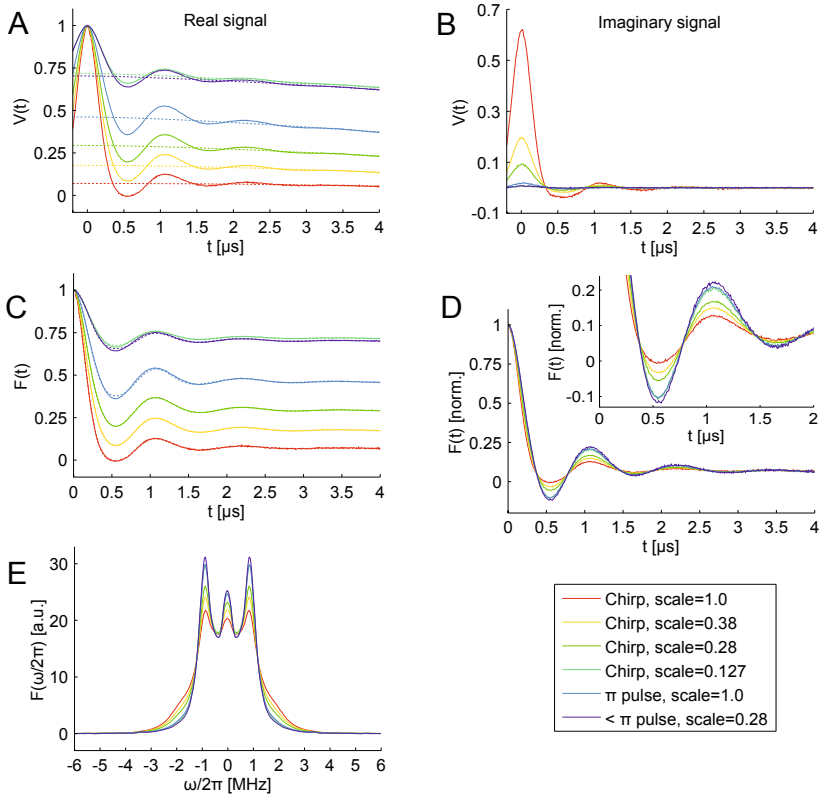 A
Real signal
1
0.75
0.5
0.25
0
V(t)
0 0.5 1 1.5 2 2.5 3 3.5 4
t [µs]
B
Imaginary signal
0.7
0.5
0.3
0.1
-0.1
V(t)
0 0.5 1 1.5 2 2.5 3 3.5 4
t [µs]
C
1
0.75
0.5
0.25
0
F(t)
0 0.5 1 1.5 2 2.5 3 3.5 4
t [µs]
D
1
0.75
0.5
0.25
0
F(t) [norm.]
0 0.5 1 1.5 2 2.5 3 3.5 4
t [µs]
0.2
0.1
0
-0.1
F(t) [norm.]
0 0.5 1 1.5 2
t [µs]
E
30
20
10
0
F(ω/2π) [a.u.]
-6 -5 -4 -3 -2 -1 0 1 2 3 4 5 6
ω/2π [MHz]
Chirp, scale=1.0
Chirp, scale=0.38
Chirp, scale=0.28
Chirp, scale=0.127
π pulse, scale=1.0
< π pulse, scale=0.28